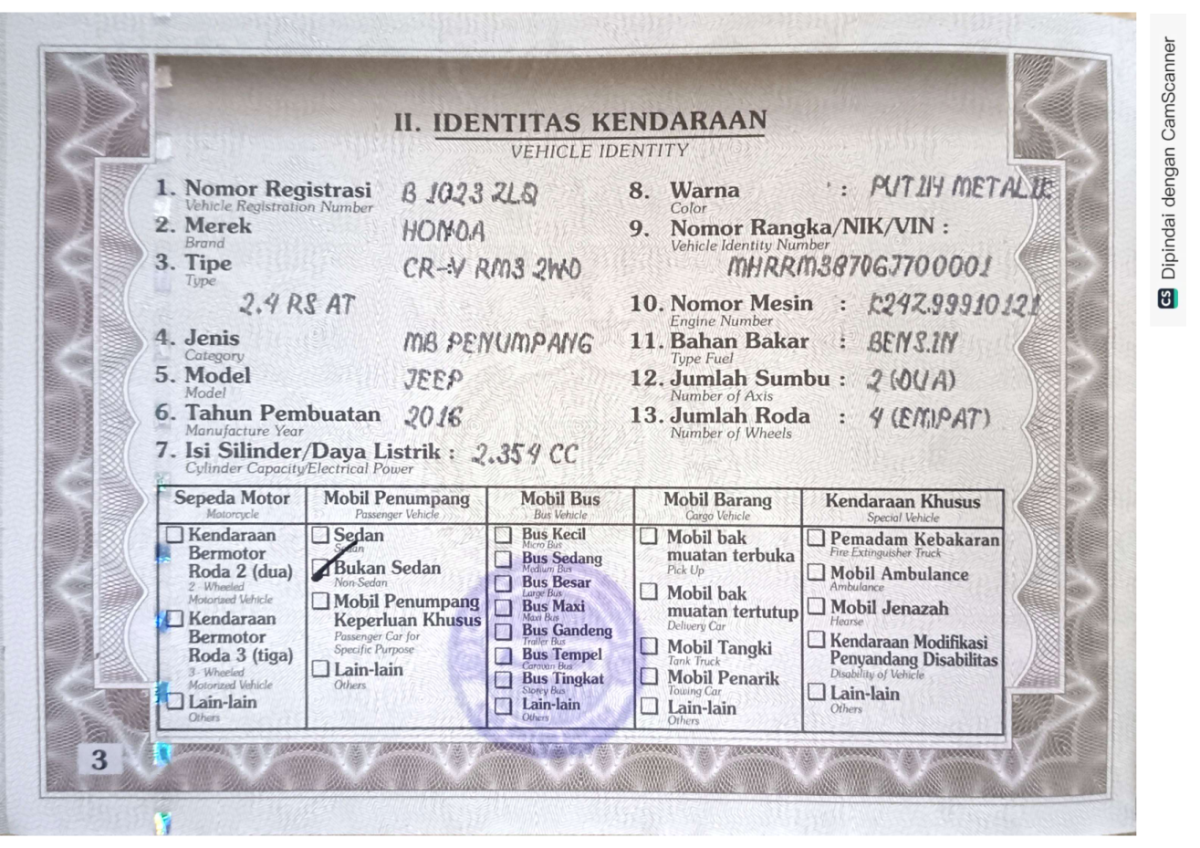 II. IDENTITAS KENDARAAN
VEHICLE IDENTITY
1. Nomor Registrasi B 1023 ZLQ
Vehicle Registration Number
2. Merek HONDA
Brand
3. Tipe CR-V RM3 2WD
Type
2.4 RS AT
4. Jenis MB PENUMPANG
Category
5. Model JEEP
Model
6. Tahun Pembuatan 2016
Manufacture Year
7. Isi Silinder/Daya Listrik : 2.354 CC
Cylinder Capacity/Electrical Power
8. Warna : PUTIH METALIK
Color
9. Nomor Rangka/NIK/VIN :
Vehicle Identity Number
MHRRM3870GJ700001
10. Nomor Mesin : K24Z99910121
Engine Number
11. Bahan Bakar : BENSIN
Type Fuel
12. Jumlah Sumbu : 2 (DUA)
Number of Axis
13. Jumlah Roda : 4 (EMPAT)
Number of Wheels
Sepeda Motor
Motorcycle
Kendaraan
Bermotor
Roda 2 (dua)
2 - Wheeled
Motorized Vehicle
Kendaraan
Bermotor
Roda 3 (tiga)
3 - Wheeled
Motorized Vehicle
Lain-lain
Others
Mobil Penumpang
Passenger Vehicle
Sedan
Sedan
Bukan Sedan
Non-Sedan
Mobil Penumpang
Keperluan Khusus
Passenger Car for
Specific Purpose
Lain-lain
Others
Mobil Bus
Bus Vehicle
Bus Kecil
Micro Bus
Bus Sedang
Medium Bus
Bus Besar
Large Bus
Bus Maxi
Maxi Bus
Bus Gandeng
Trailer Bus
Bus Tempel
Caravan Bus
Bus Tingkat
Storey Bus
Lain-lain
Others
Mobil Barang
Cargo Vehicle
Mobil bak
muatan terbuka
Pick Up
Mobil bak
muatan tertutup
Delivery Car
Mobil Tangki
Tank Truck
Mobil Penarik
Towing Car
Lain-lain
Others
Kendaraan Khusus
Special Vehicle
Pemadam Kebakaran
Fire Extinguisher Truck
Mobil Ambulance
Ambulance
Mobil Jenazah
Hearse
Kendaraan Modifikasi
Penyandang Disabilitas
Disability of Vehicle
Lain-lain
Others
3
CS Dipindai dengan CamScanner